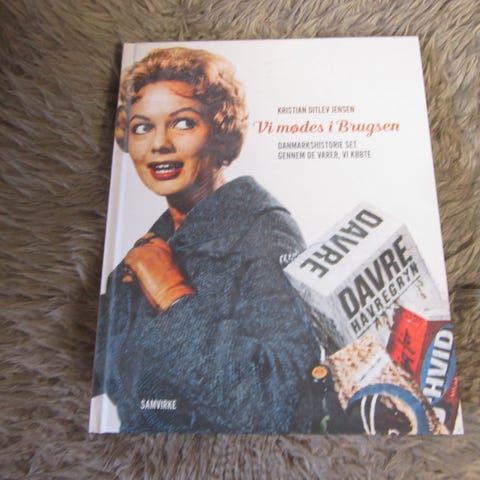 KRISTIAN DITLEV JENSEN
Vi mødes i Brugsen
DANMARKSHISTORIE SET
GENNEM DE VARER, VI KØBTE
DAVRE
DAVRE
HAVREGRYN
HVID
SAMVIRKE